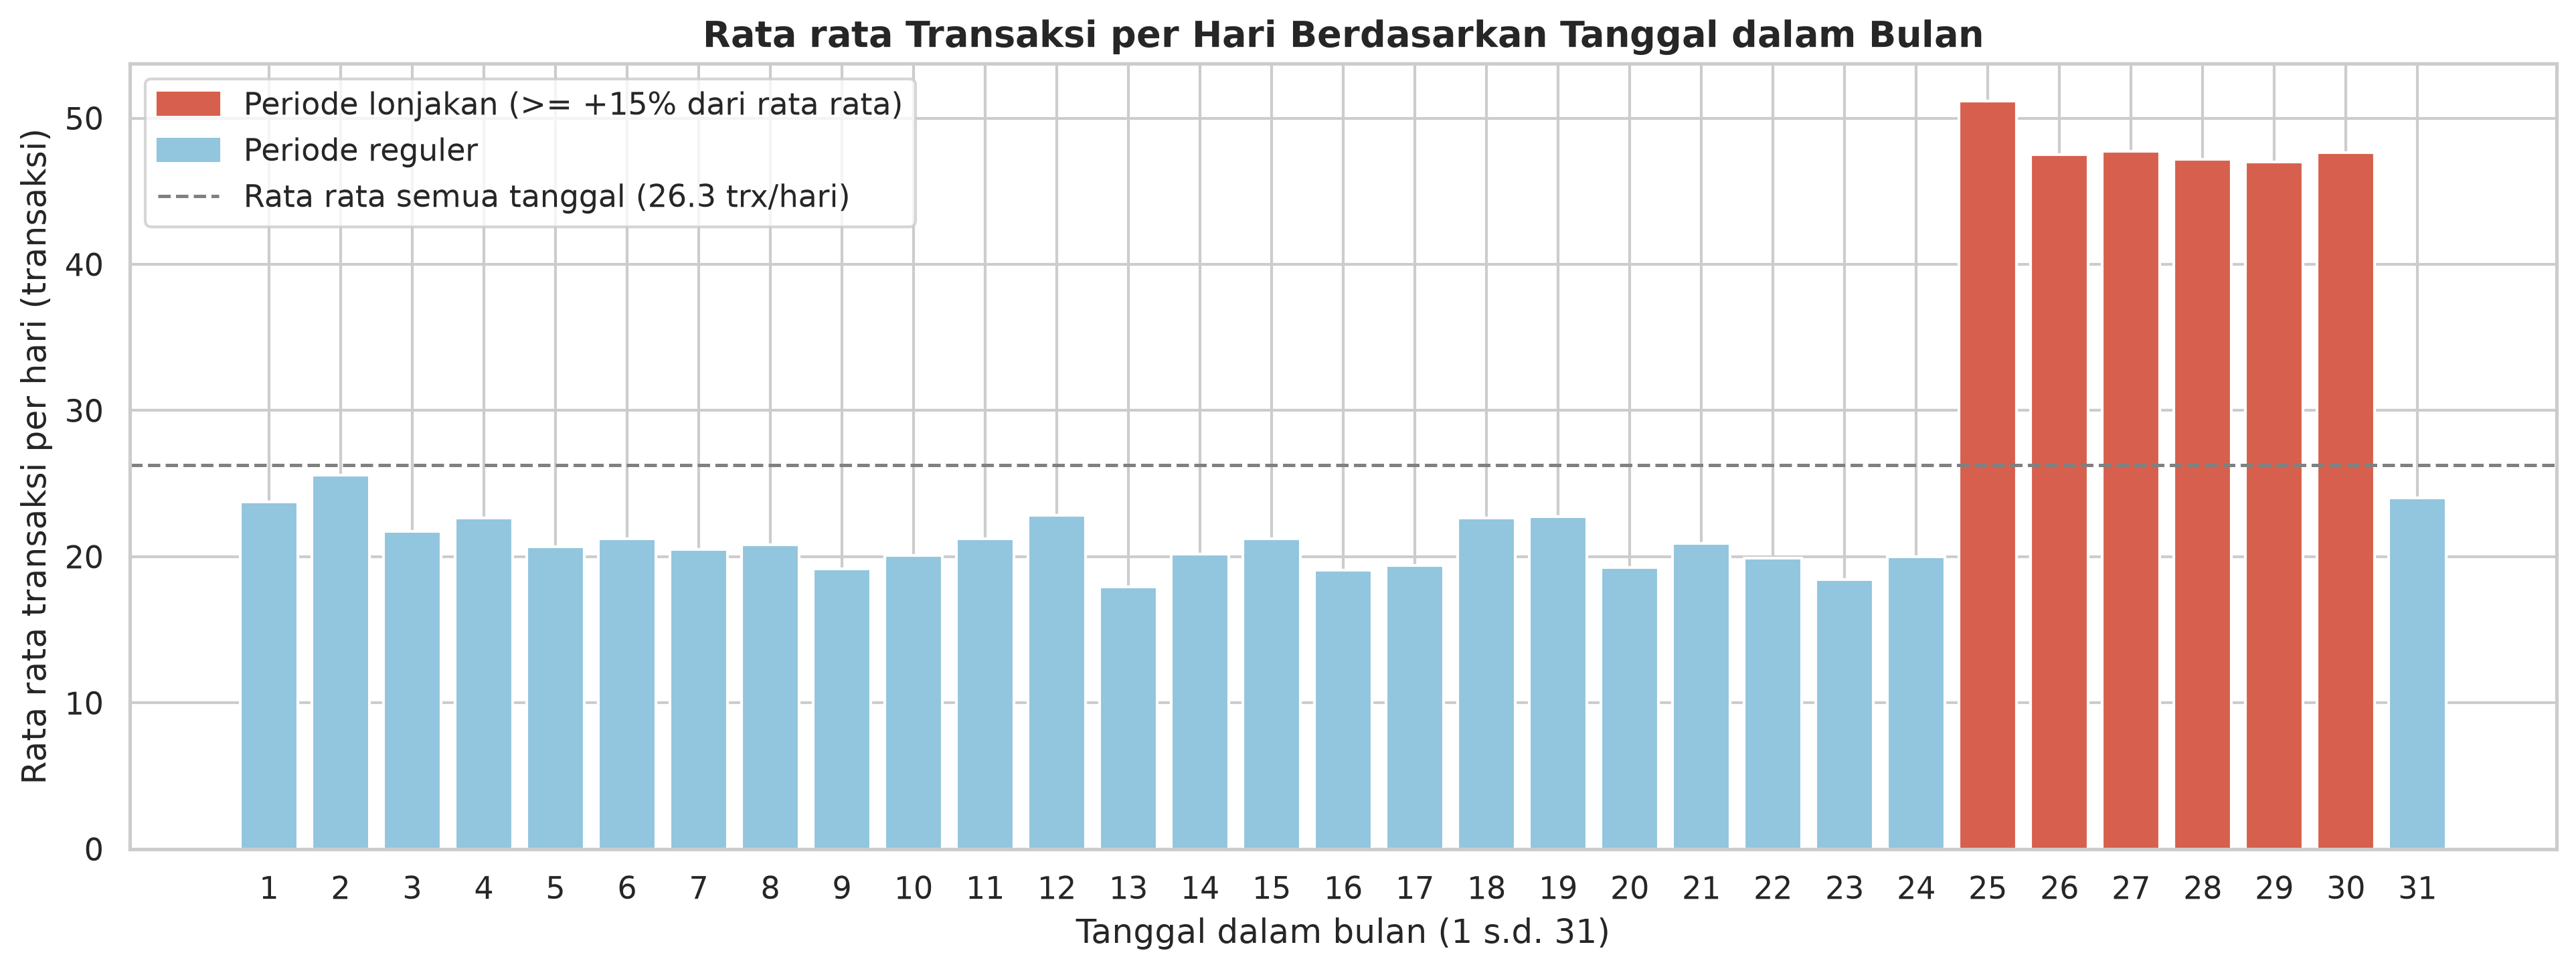 Rata rata Transaksi per Hari Berdasarkan Tanggal dalam Bulan
Periode lonjakan (>= +15% dari rata rata)
Periode reguler
Rata rata semua tanggal (26.3 trx/hari)
Rata rata transaksi per hari (transaksi)
50
40
30
20
10
0
1 2 3 4 5 6 7 8 9 10 11 12 13 14 15 16 17 18 19 20 21 22 23 24 25 26 27 28 29 30 31
Tanggal dalam bulan (1 s.d. 31)